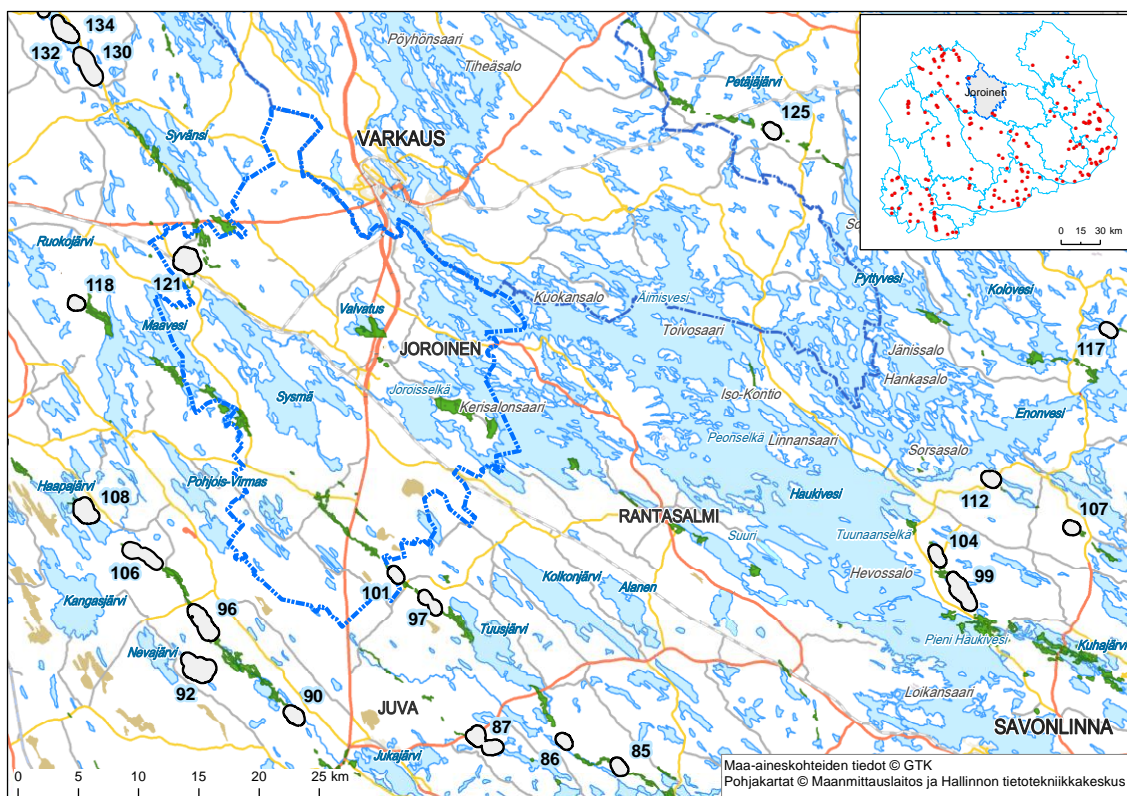 134
132
130
Pöyhönsaari
Tiheäsalo
Petäjäjärvi
125
Joroinen
0 15 30 km
Syvänsi
VARKAUS
Ruokojärvi
121
118
Maavesi
Valvatus
JOROINEN
Joroisselkä
Kerisalonsaari
Sysmä
Kuokansalo
Äimisvesi
Toivosaari
Pyttyvesi
Kolovesi
117
Jänissalo
Hankasalo
Iso-Kontio
Enonvesi
Peonselkä
Linnansaari
Sorsasalo
Haapajärvi
108
Pohjois-Virmas
Haukivesi
112
107
RANTASALMI
Suuri
Tuunaanselkä
104
106
Kangasjärvi
101
97
Kolkonjärvi
Alanen
Hevossalo
99
96
Tuusjärvi
Pieni Haukivesi
Kuhajärvi
Nevajärvi
92
90
JUVA
Loikansaari
SAVONLINNA
87
86
85
Jukajärvi
0 5 10 15 20 25 km
Maa-aineskohteiden tiedot © GTK
Pohjakartat © Maanmittauslaitos ja Hallinnon tietotekniikkakeskus